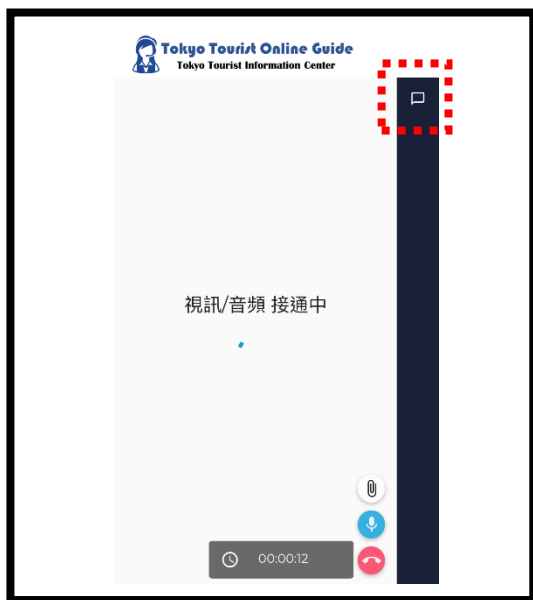 Tokyo Tourist Online Guide
Tokyo Tourist Information Center
視訊/音頻 接通中
00:00:12